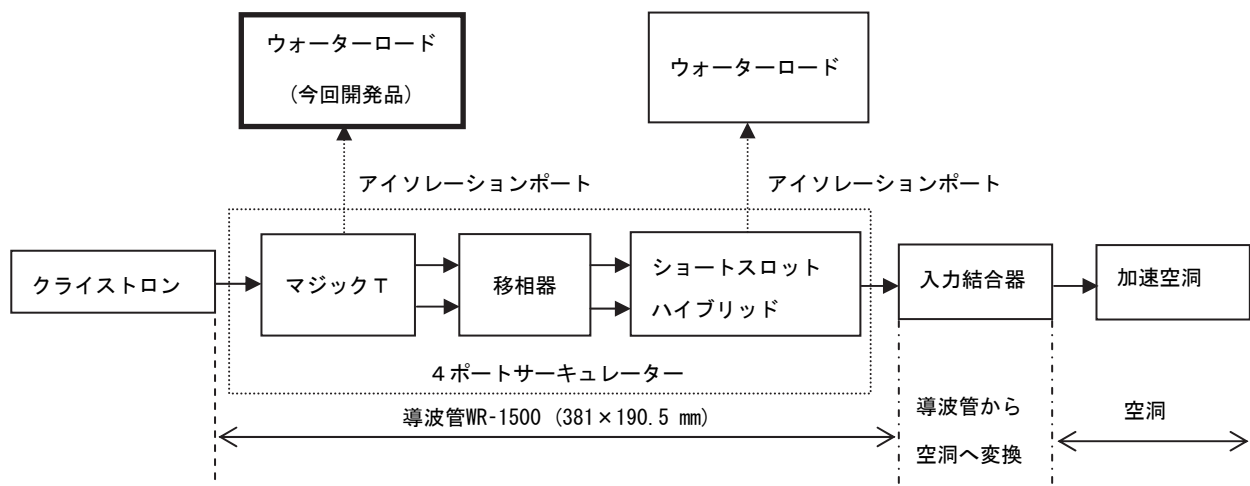 ウォーターロード
（今回開発品）
ウォーターロード
アイソレーションポート
アイソレーションポート
クライストロン
マジックＴ
移相器
ショートスロット
ハイブリッド
入力結合器
加速空洞
４ポートサーキュレーター
導波管WR-1500 (381×190.5 mm)
導波管から
空洞へ変換
空洞